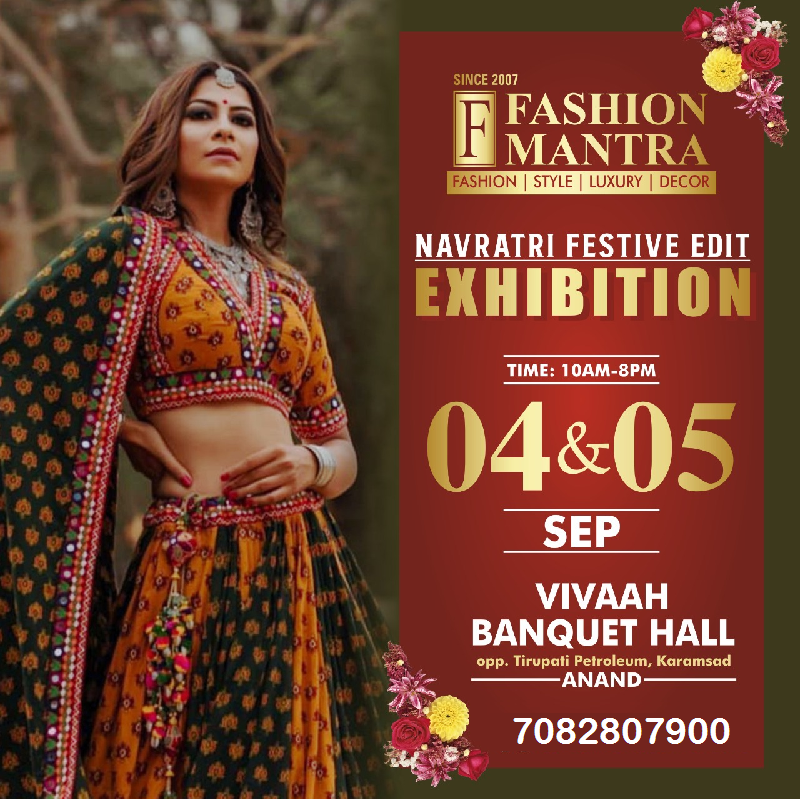 SINCE 2007
F FASHION
MANTRA
FASHION | STYLE | LUXURY | DECOR
NAVRATRI FESTIVE EDIT
EXHIBITION
TIME: 10AM-8PM
04 & 05
SEP
VIVAAH
BANQUET HALL
opp. Tirupati Petroleum, Karamsad
ANAND
7082807900